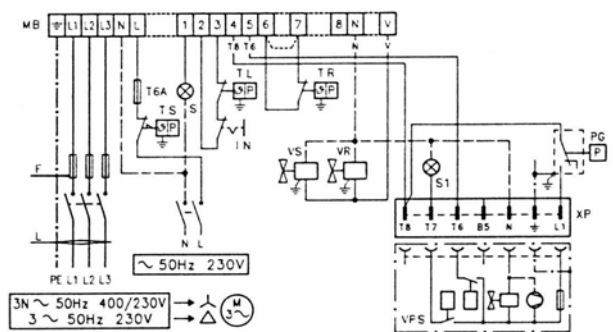 MB ⏚ L1 L2 L3 N L 1 2 3 4 5 6 7 8 N V
T8 T6 N V
T6A
TS P
S
TL P
TR P
IN
VS VR
S1
PG
P
F
XP
T8 T7 T6 B5 N ⏚ L1
L
N L
PE L1 L2 L3
~ 50Hz 230V
VPS
3N ~ 50Hz 400/230V
3 ~ 50Hz 230V
M
3~